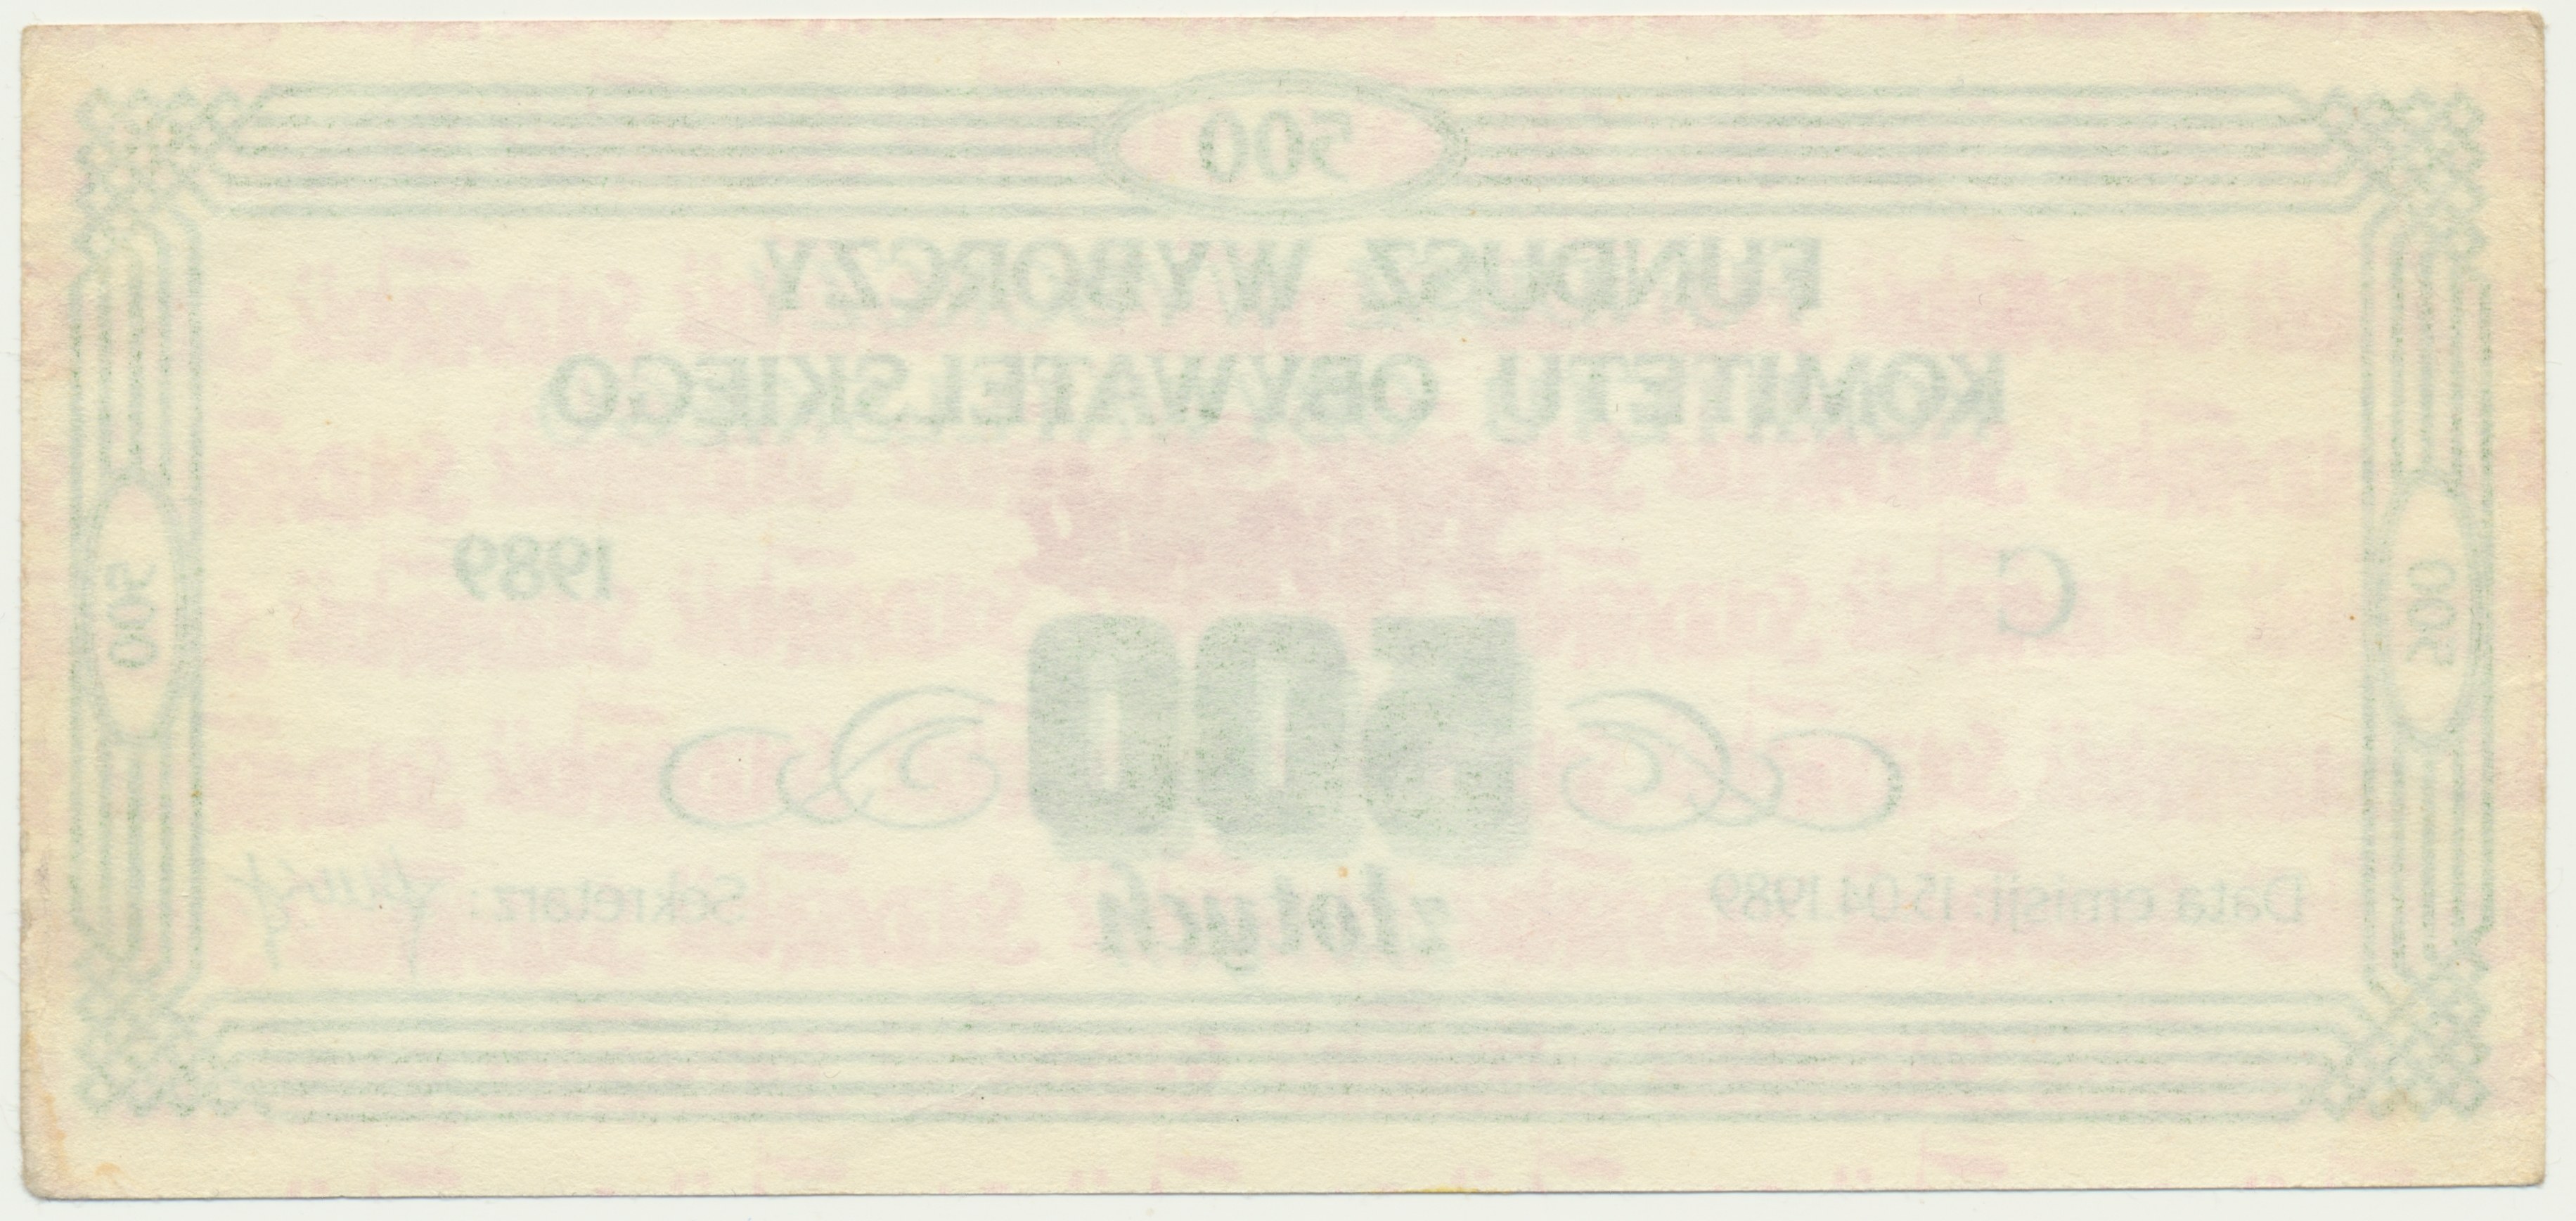 500
FUNDUSZ WYBORCZY
KOMITETU OBYWATELSKIEGO
C
1989
500
500
500
złotych
Data emisji: 15.04.1989
Sekretarz: